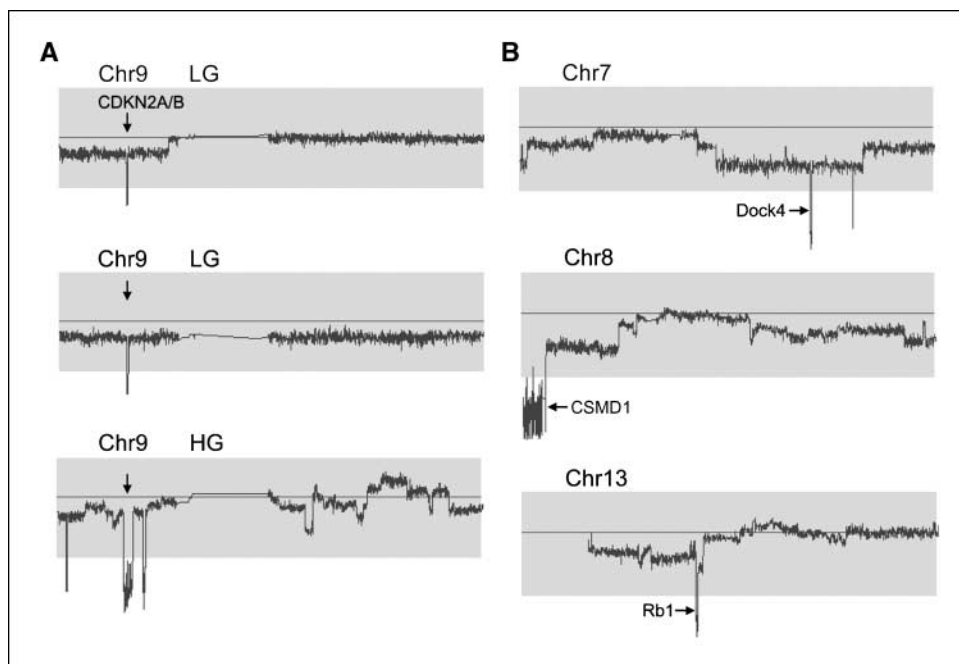 A
Chr9 LG
CDKN2A/B
Chr9 LG
Chr9 HG
B
Chr7
Dock4
Chr8
CSMD1
Chr13
Rb1